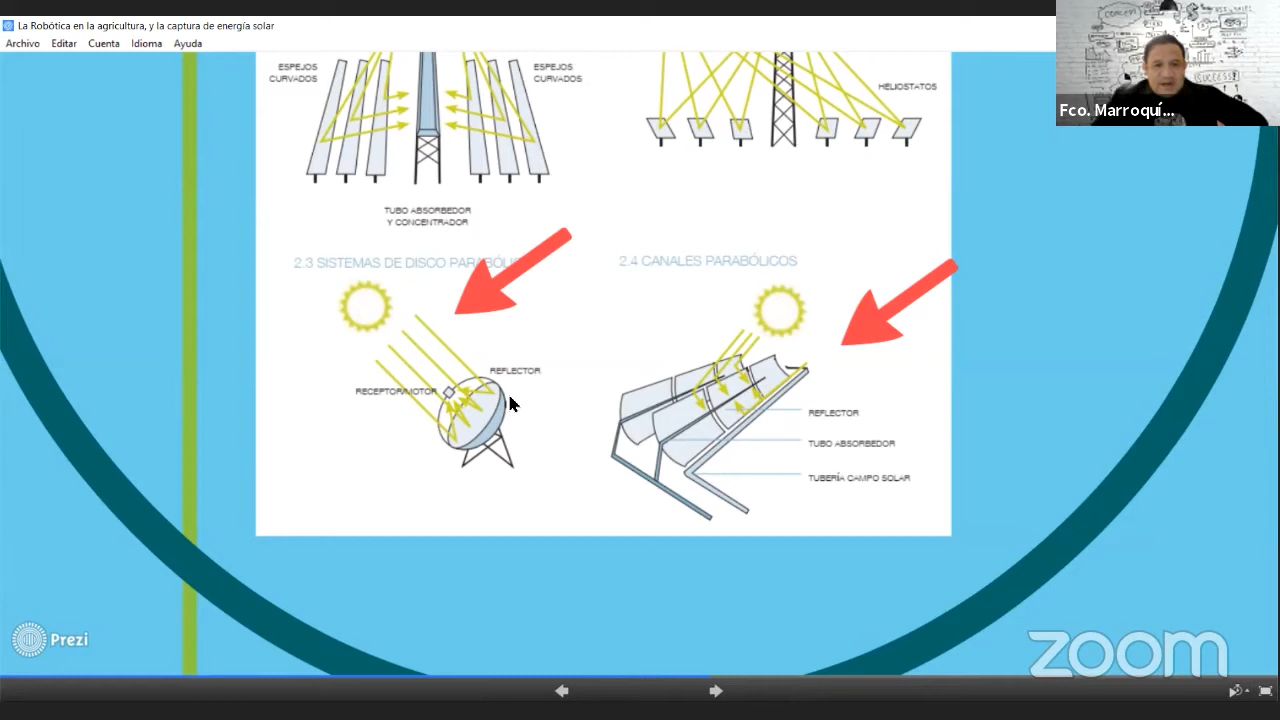 La Robótica en la agricultura, y la captura de energía solar
Archivo Editar Cuenta Idioma Ayuda
ESPEJOS
CURVADOS
ESPEJOS
CURVADOS
HELIOSTATOS
Fco. Marroquí...
SUCCESS
TUBO ABSORBEDOR
Y CONCENTRADOR
2.3 SISTEMAS DE DISCO
2.4 CANALES PARABÓLICOS
REFLECTOR
RECEPTOR/MOTOR
REFLECTOR
TUBO ABSORBEDOR
TUBERÍA CAMPO SOLAR
Prezi
zoom